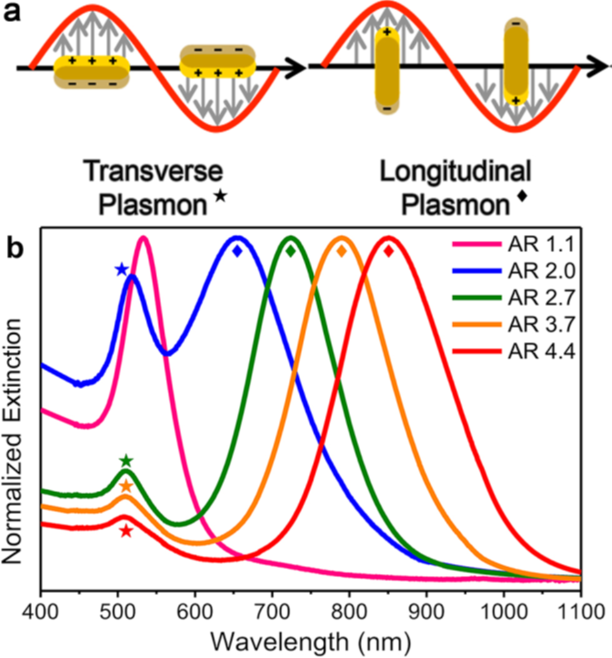 a
+ + +
- - -
- - -
+ + +
+
-
-
+
Transverse
Plasmon ★
Longitudinal
Plasmon ♦
b
AR 1.1
AR 2.0
AR 2.7
AR 3.7
AR 4.4
Normalized Extinction
400 500 600 700 800 900 1000 1100
Wavelength (nm)